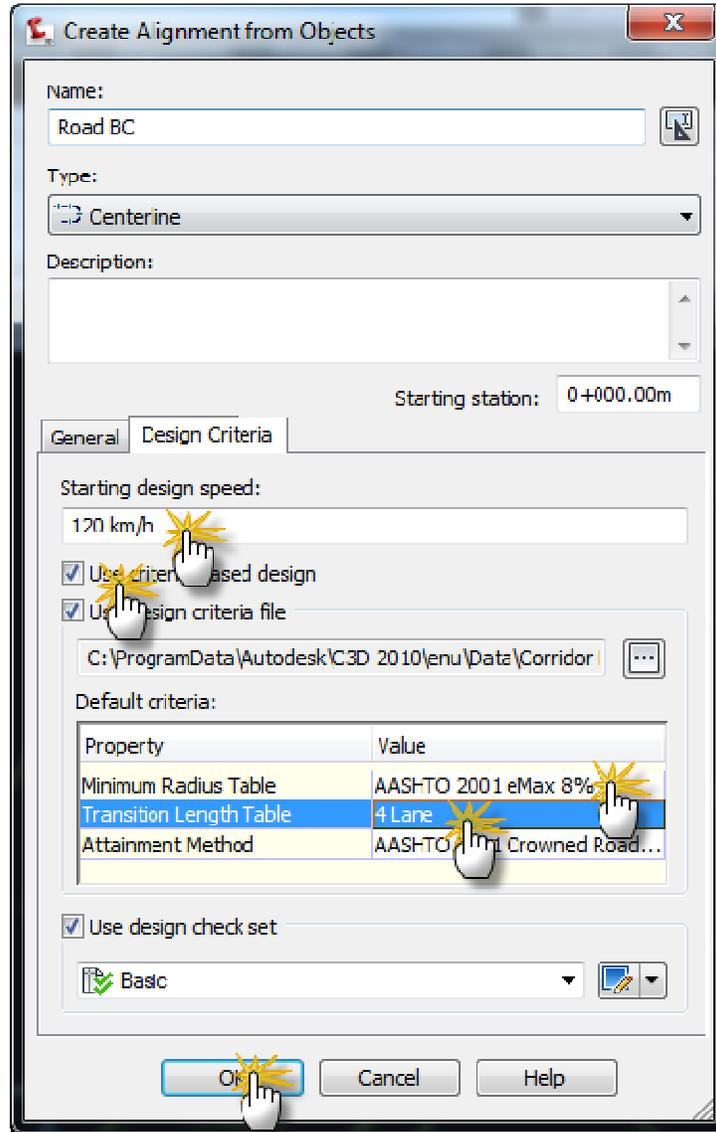 Create Alignment from Objects
Name:
Road BC
Type:
Centerline
Description:
Starting station: 0+000.00m
General Design Criteria
Starting design speed:
120 km/h
Use criteria-based design
Use design criteria file
C:\ProgramData\Autodesk\C3D 2010\enu\Data\Corridor
Default criteria:
Property Value
Minimum Radius Table AASHTO 2001 eMax 8%
Transition Length Table 4 Lane
Attainment Method AASHTO Crowned Road...
Use design check set
Basic
OK Cancel Help